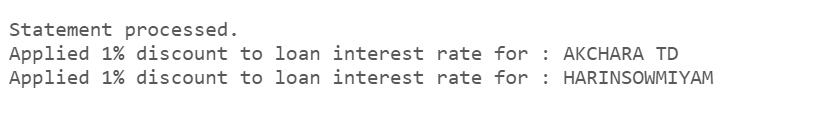 Statement processed.
Applied 1% discount to loan interest rate for : AKCHARA TD
Applied 1% discount to loan interest rate for : HARINSOWMIYAM